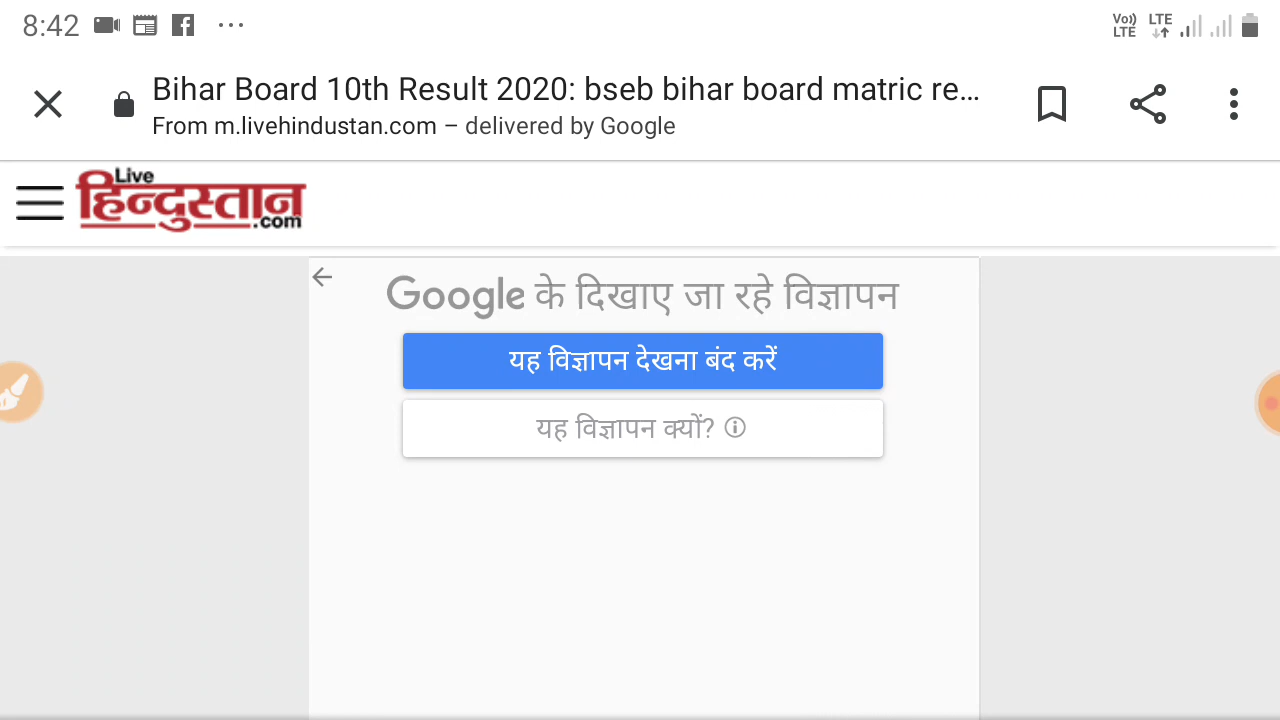 8:42
Vo)) LTE LTE
Bihar Board 10th Result 2020: bseb bihar board matric re...
From m.livehindustan.com – delivered by Google
Live
हिन्दुस्तान
.com
Google के दिखाए जा रहे विज्ञापन
यह विज्ञापन देखना बंद करें
यह विज्ञापन क्यों?